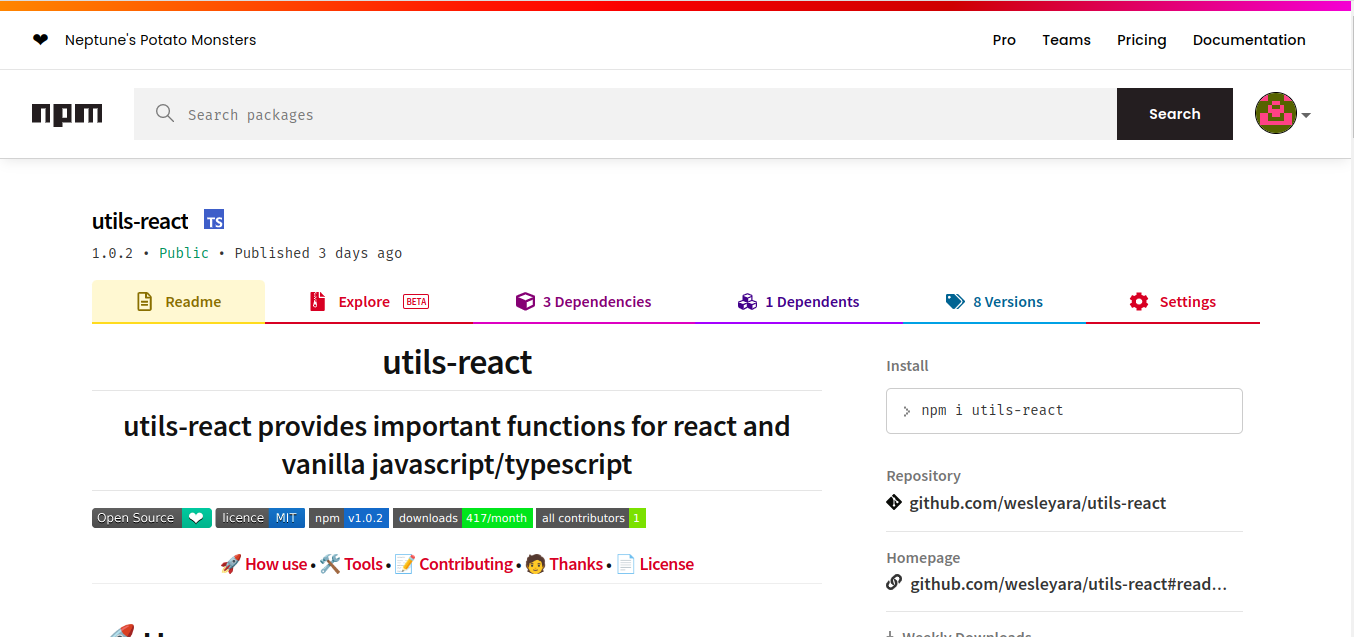 Neptune's Potato Monsters
Pro Teams Pricing Documentation
npm
Search packages
Search
utils-react TS
1.0.2 • Public • Published 3 days ago
Readme Explore BETA 3 Dependencies 1 Dependents 8 Versions Settings
utils-react
utils-react provides important functions for react and
vanilla javascript/typescript
Open Source licence MIT npm v1.0.2 downloads 417/month all contributors 1
🚀 How use • 🛠️ Tools • 📝 Contributing • 🧑 Thanks • 📄 License
Install
npm i utils-react
Repository
github.com/wesleyara/utils-react
Homepage
github.com/wesleyara/utils-react#read...
Weekly Downloads